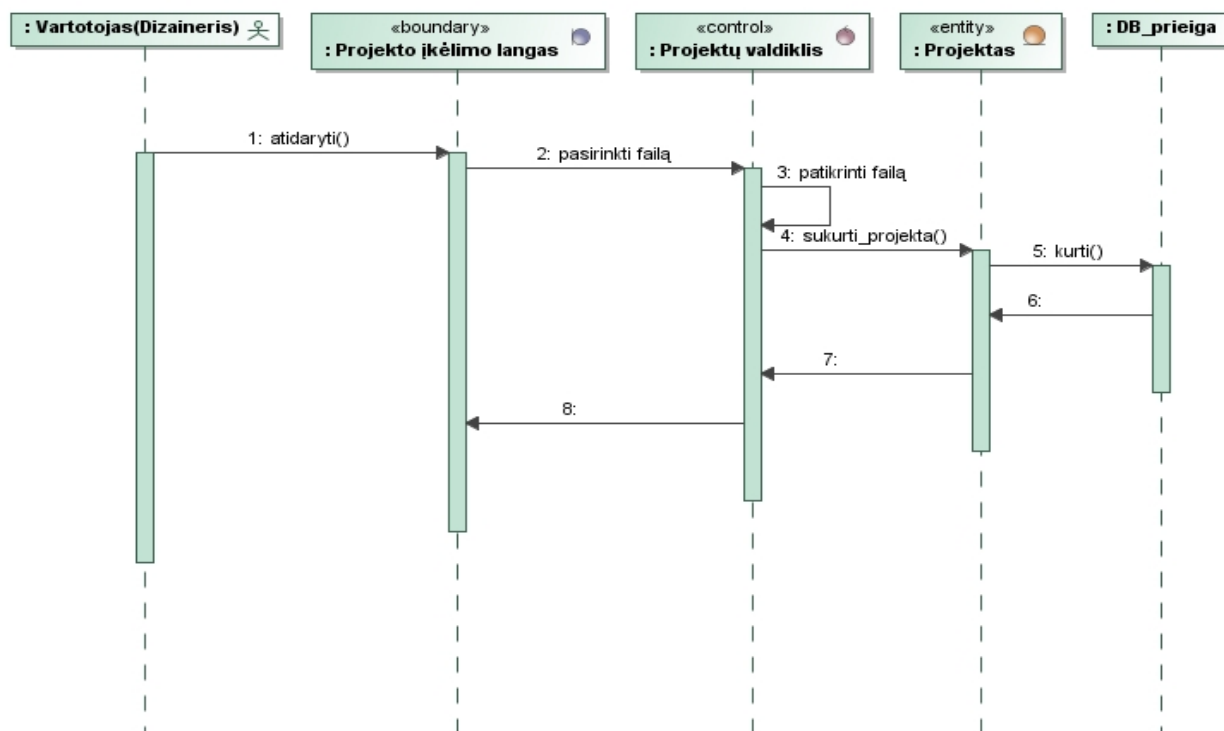 : Vartotojas(Dizaineris)
«boundary»
: Projekto įkėlimo langas
«control»
: Projektų valdiklis
«entity»
: Projektas
: DB_prieiga
1: atidaryti()
2: pasirinkti failą
3: patikrinti failą
4: sukurti_projekta()
5: kurti()
6:
7:
8: